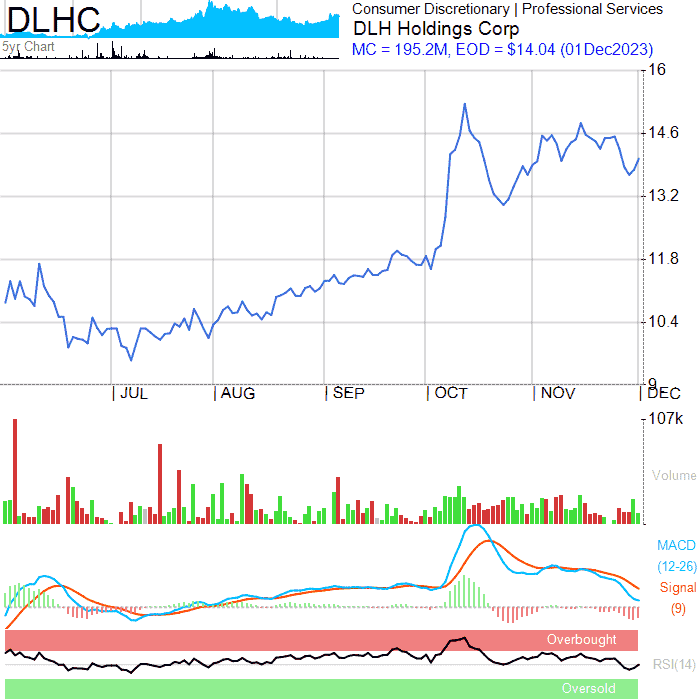 DLHC
5yr Chart
Consumer Discretionary | Professional Services
DLH Holdings Corp
MC = 195.2M, EOD = $14.04 (01Dec2023)
16
14.6
13.2
11.8
10.4
9
JUL
AUG
SEP
OCT
NOV
DEC
107k
Volume
MACD
(12-26)
Signal
(9)
Overbought
RSI(14)
Oversold